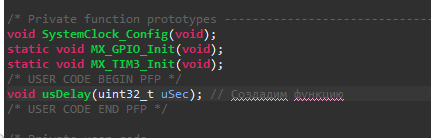 /* Private function prototypes -----------------------------------------------
void SystemClock_Config(void);
static void MX_GPIO_Init(void);
static void MX_TIM3_Init(void);
/* USER CODE BEGIN PFP */
void usDelay(uint32_t uSec); // Создадим функцию
/* USER CODE END PFP */
/* Private user code